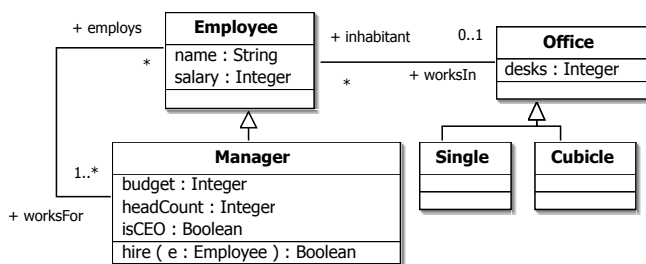 + employs
*
Employee
name : String
salary : Integer
+ inhabitant
0..1
*
+ worksIn
Office
desks : Integer
Manager
budget : Integer
headCount : Integer
isCEO : Boolean
hire ( e : Employee ) : Boolean
1..*
+ worksFor
Single
Cubicle